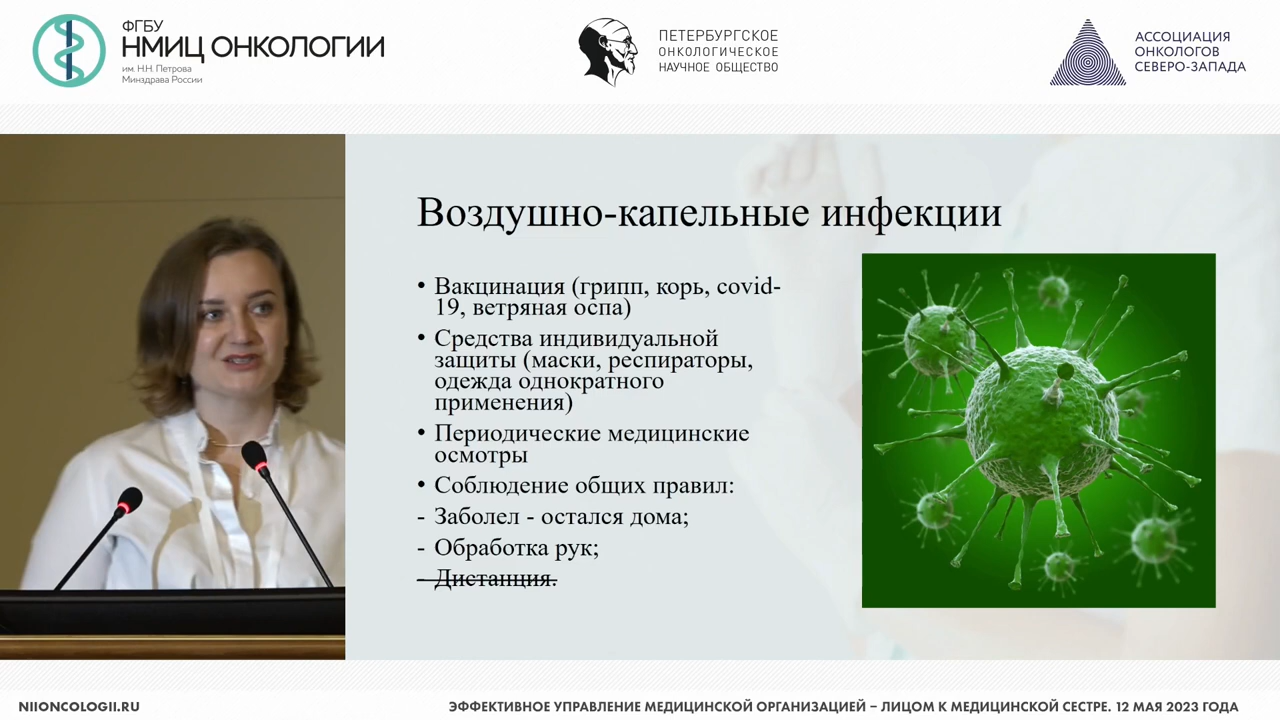 ФГБУ
НМИЦ ОНКОЛОГИИ
им. Н.Н. Петрова
Минздрава России
ПЕТЕРБУРГСКОЕ
ОНКОЛОГИЧЕСКОЕ
НАУЧНОЕ ОБЩЕСТВО
АССОЦИАЦИЯ
ОНКОЛОГОВ
СЕВЕРО-ЗАПАДА
Воздушно-капельные инфекции
• Вакцинация (грипп, корь, covid-
19, ветряная оспа)
• Средства индивидуальной
защиты (маски, респираторы,
одежда однократного
применения)
• Периодические медицинские
осмотры
• Соблюдение общих правил:
- Заболел - остался дома;
- Обработка рук;
- Дистанция.
NIIONCOLOGII.RU
ЭФФЕКТИВНОЕ УПРАВЛЕНИЕ МЕДИЦИНСКОЙ ОРГАНИЗАЦИЕЙ – ЛИЦОМ К МЕДИЦИНСКОЙ СЕСТРЕ. 12 МАЯ 2023 ГОДА